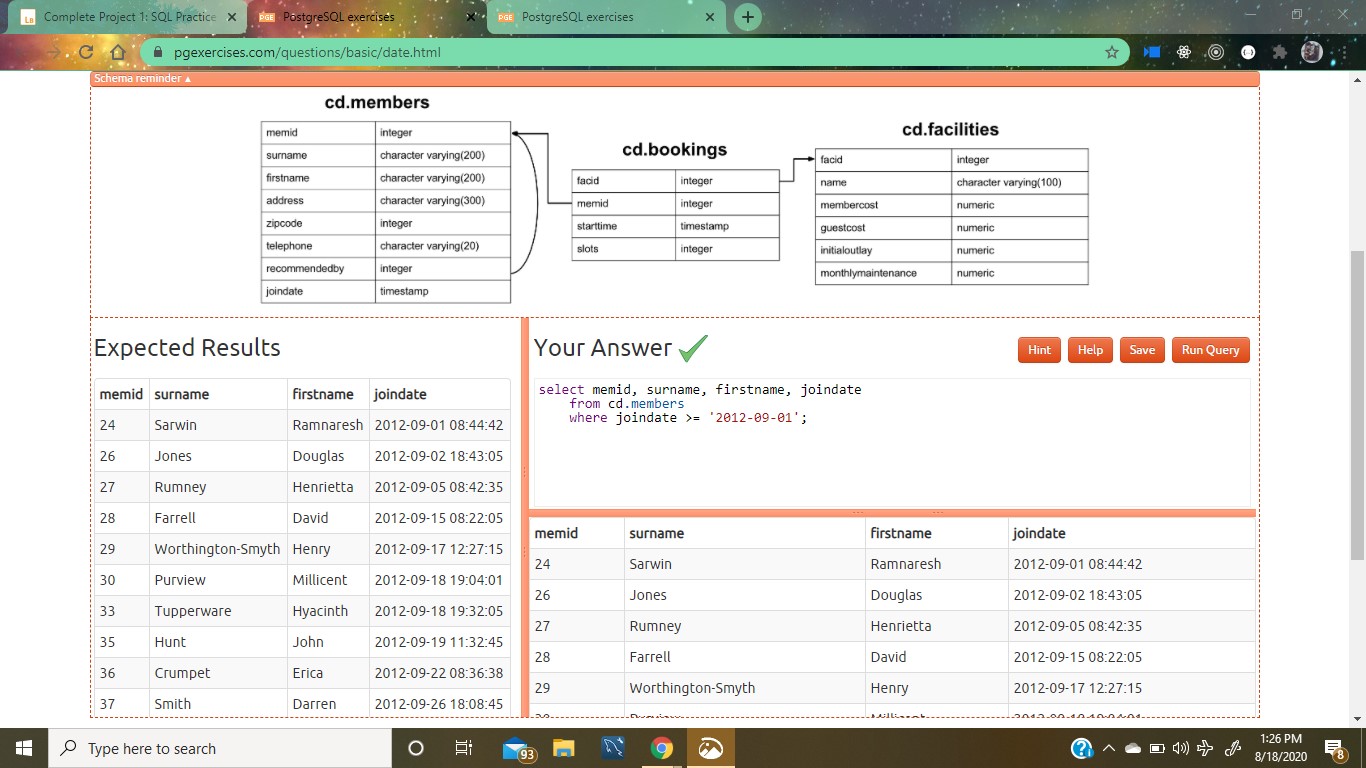 Complete Project 1: SQL Practice
PostgreSQL exercises
PostgreSQL exercises
pgexercises.com/questions/basic/date.html
Schema reminder
cd.members
memid integer
surname character varying(200)
firstname character varying(200)
address character varying(300)
zipcode integer
telephone character varying(20)
recommendedby integer
joindate timestamp
cd.bookings
facid integer
memid integer
starttime timestamp
slots integer
cd.facilities
facid integer
name character varying(100)
membercost numeric
guestcost numeric
initialoutlay numeric
monthlymaintenance numeric
Expected Results
memid surname firstname joindate
24 Sarwin Ramnaresh 2012-09-01 08:44:42
26 Jones Douglas 2012-09-02 18:43:05
27 Rumney Henrietta 2012-09-05 08:42:35
28 Farrell David 2012-09-15 08:22:05
29 Worthington-Smyth Henry 2012-09-17 12:27:15
30 Purview Millicent 2012-09-18 19:04:01
33 Tupperware Hyacinth 2012-09-18 19:32:05
35 Hunt John 2012-09-19 11:32:45
36 Crumpet Erica 2012-09-22 08:36:38
37 Smith Darren 2012-09-26 18:08:45
Your Answer
Hint Help Save Run Query
select memid, surname, firstname, joindate
from cd.members
where joindate >= '2012-09-01';
memid surname firstname joindate
24 Sarwin Ramnaresh 2012-09-01 08:44:42
26 Jones Douglas 2012-09-02 18:43:05
27 Rumney Henrietta 2012-09-05 08:42:35
28 Farrell David 2012-09-15 08:22:05
29 Worthington-Smyth Henry 2012-09-17 12:27:15
Type here to search
93
1:26 PM
8/18/2020
8